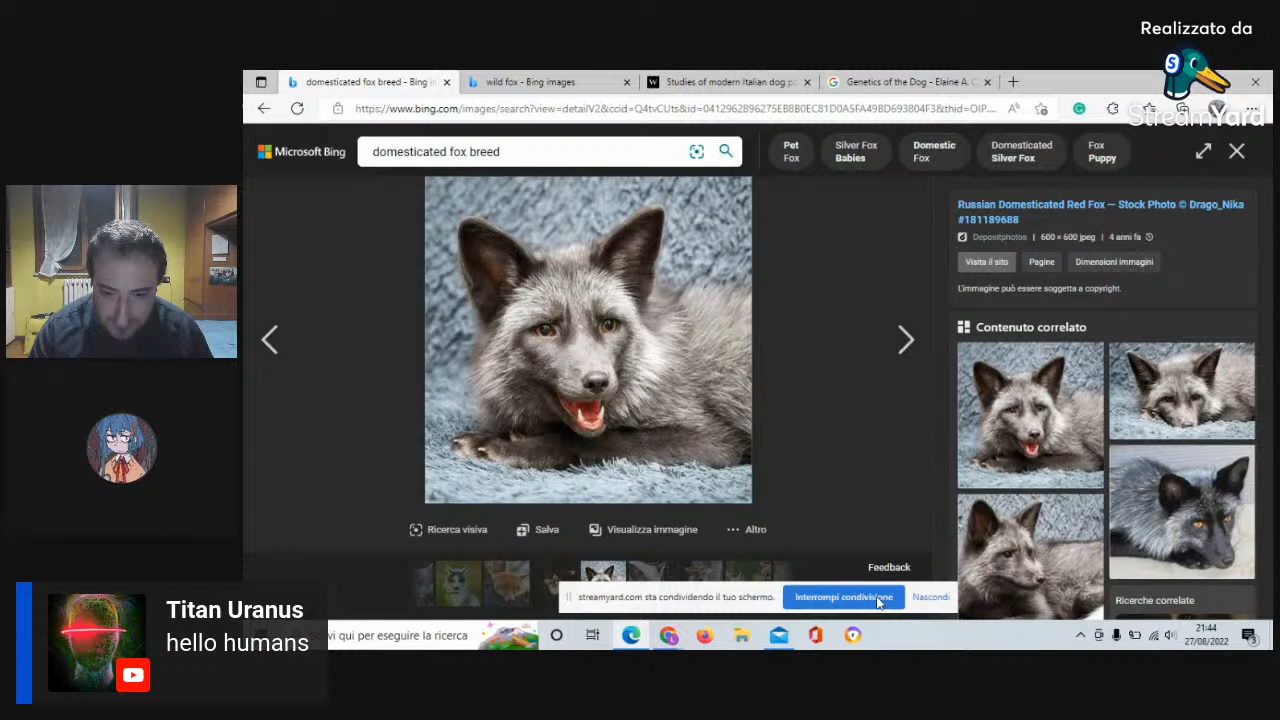 Realizzato da
StreamYard
domesticated fox breed - Bing
wild fox - Bing images
Studies of modern Italian dog
Genetics of the Dog - Elaine A.
https://www.bing.com/images/search?view=detailV2&ccid=Q4tvCUts&id=0412962896275EB8B0EC81D0A5FA49BD693804F3&thid=OIP....
Microsoft Bing
domesticated fox breed
Pet
Fox
Silver Fox
Babies
Domestic
Fox
Domesticated
Silver Fox
Fox
Puppy
Russian Domesticated Red Fox — Stock Photo © Drago_Nika
#181189688
Depositphotos | 600 × 600 jpeg | 4 anni fa
Visita il sito
Pagine
Dimensioni immagini
L'immagine può essere soggetta a copyright.
Contenuto correlato
Ricerca visiva
Salva
Visualizza immagine
Altro
Feedback
Ricerche correlate
streamyard.com sta condividendo il tuo schermo.
Interrompi condivisione
Nascondi
Titan Uranus
hello humans
vi qui per eseguire la ricerca
21:44
27/08/2022